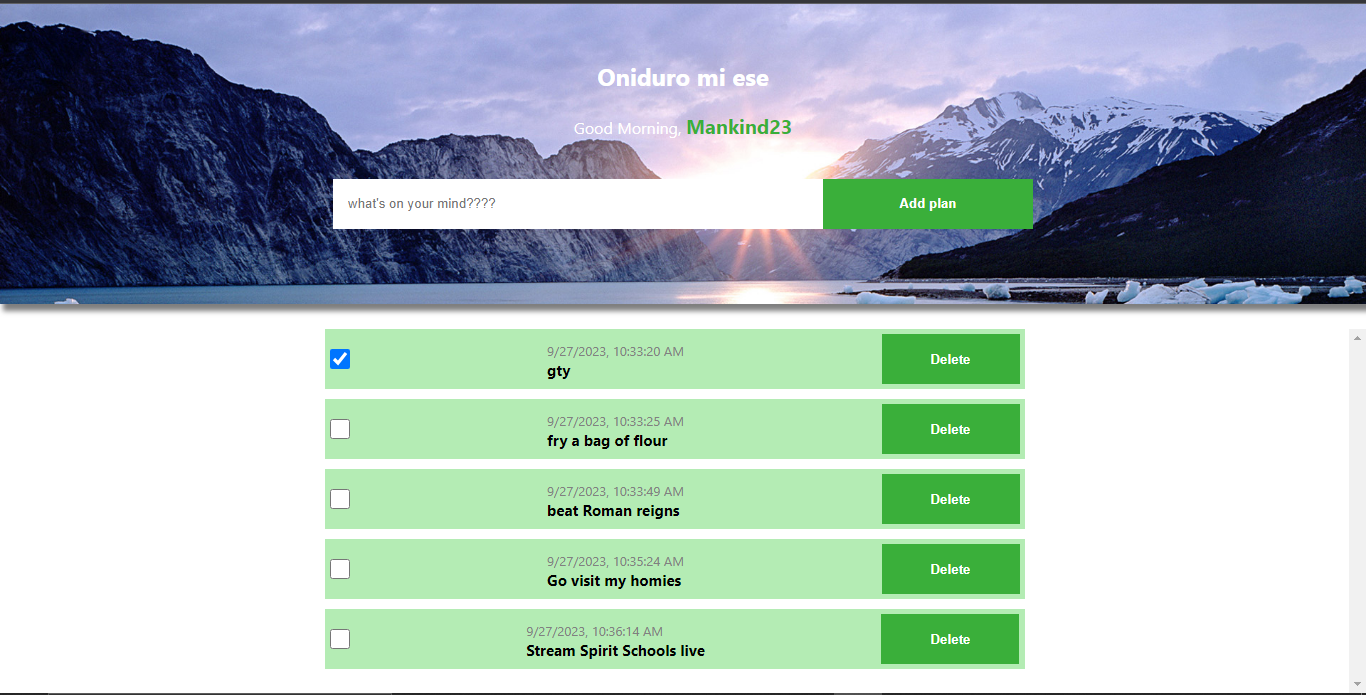 Oniduro mi ese
Good Morning, Mankind23
what's on your mind????
Add plan
9/27/2023, 10:33:20 AM
gty
Delete
9/27/2023, 10:33:25 AM
fry a bag of flour
Delete
9/27/2023, 10:33:49 AM
beat Roman reigns
Delete
9/27/2023, 10:35:24 AM
Go visit my homies
Delete
9/27/2023, 10:36:14 AM
Stream Spirit Schools live
Delete